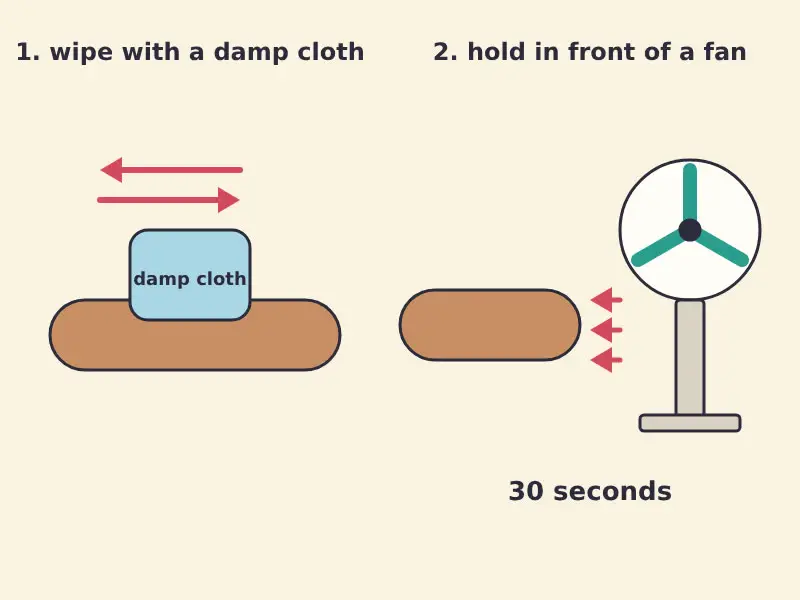 1. wipe with a damp cloth
2. hold in front of a fan
damp cloth
30 seconds